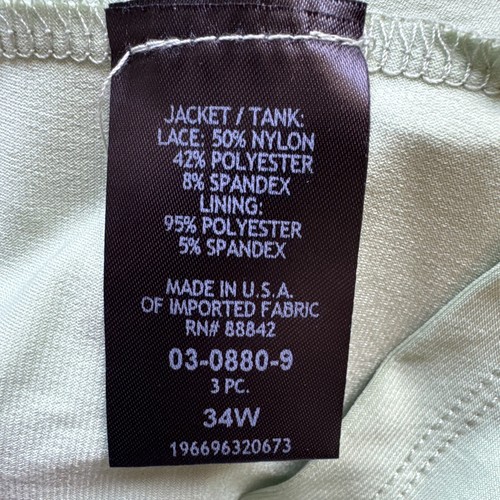 JACKET / TANK:
LACE: 50% NYLON
42% POLYESTER
8% SPANDEX
LINING:
95% POLYESTER
5% SPANDEX
MADE IN U.S.A.
OF IMPORTED FABRIC
RN# 88842
03-0880-9
3 PC.
34W
196696320673